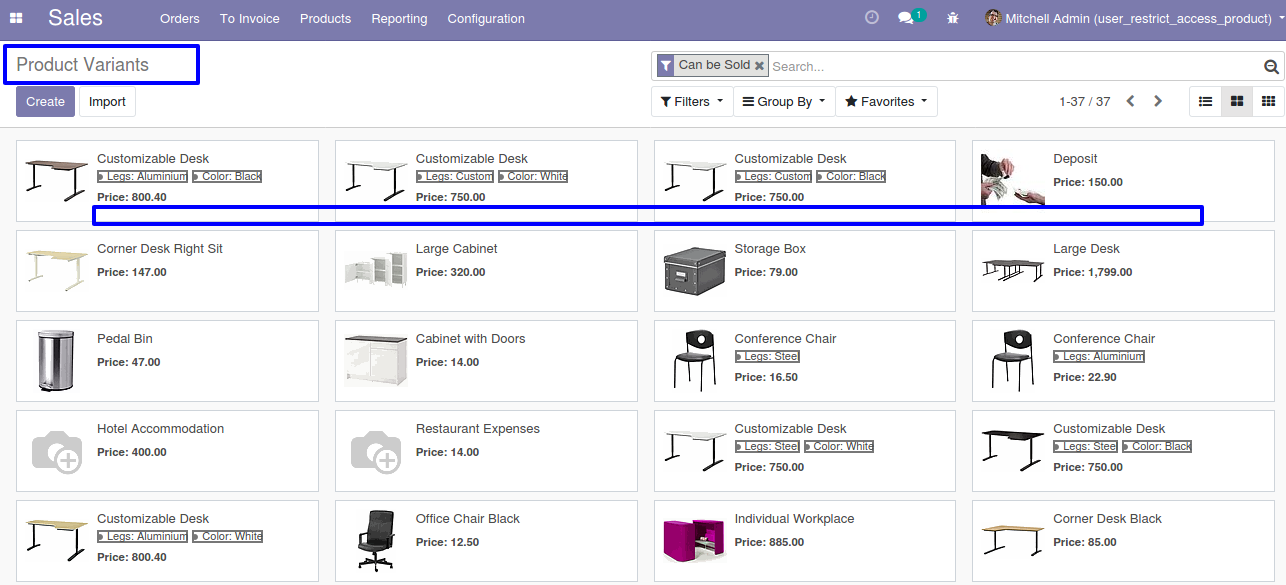 Sales Orders To Invoice Products Reporting Configuration 1 Mitchell Admin (user_restrict_access_product)
Product Variants
Can be Sold Search...
Create Import
Filters Group By Favorites 1-37 / 37
Customizable Desk Customizable Desk Customizable Desk Deposit
Legs: Aluminium Color: Black Legs: Custom Color: White Legs: Custom Color: Black Price: 150.00
Price: 800.40 Price: 750.00 Price: 750.00
Corner Desk Right Sit Large Cabinet Storage Box Large Desk
Price: 147.00 Price: 320.00 Price: 79.00 Price: 1,799.00
Pedal Bin Cabinet with Doors Conference Chair Conference Chair
Legs: Steel Legs: Aluminium
Price: 47.00 Price: 14.00 Price: 16.50 Price: 22.90
Hotel Accommodation Restaurant Expenses Customizable Desk Customizable Desk
Legs: Steel Color: White Legs: Steel Color: Black
Price: 400.00 Price: 14.00 Price: 750.00 Price: 750.00
Customizable Desk Office Chair Black Individual Workplace Corner Desk Black
Legs: Aluminium Color: White
Price: 800.40 Price: 12.50 Price: 885.00 Price: 85.00